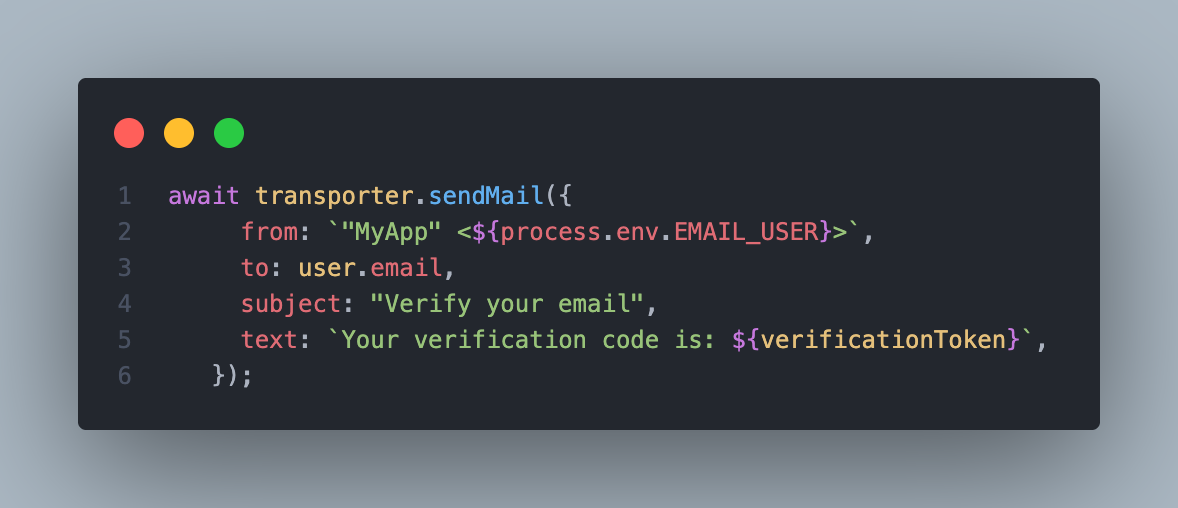 1 await transporter.sendMail({
2 from: `"MyApp" <${process.env.EMAIL_USER}>`,
3 to: user.email,
4 subject: "Verify your email",
5 text: `Your verification code is: ${verificationToken}`,
6 });